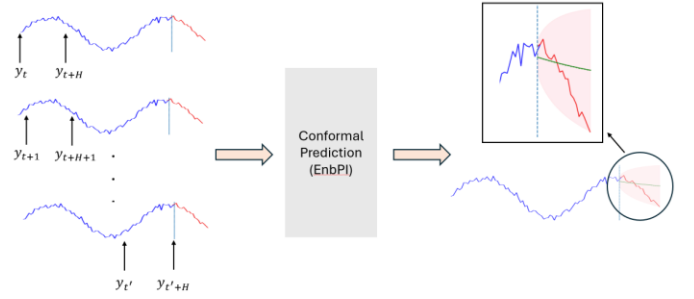 y_t
y_{t+H}
y_{t+1}
y_{t+H+1}
Conformal
Prediction
(EnbPI)
y_{t'}
y_{t'+H}